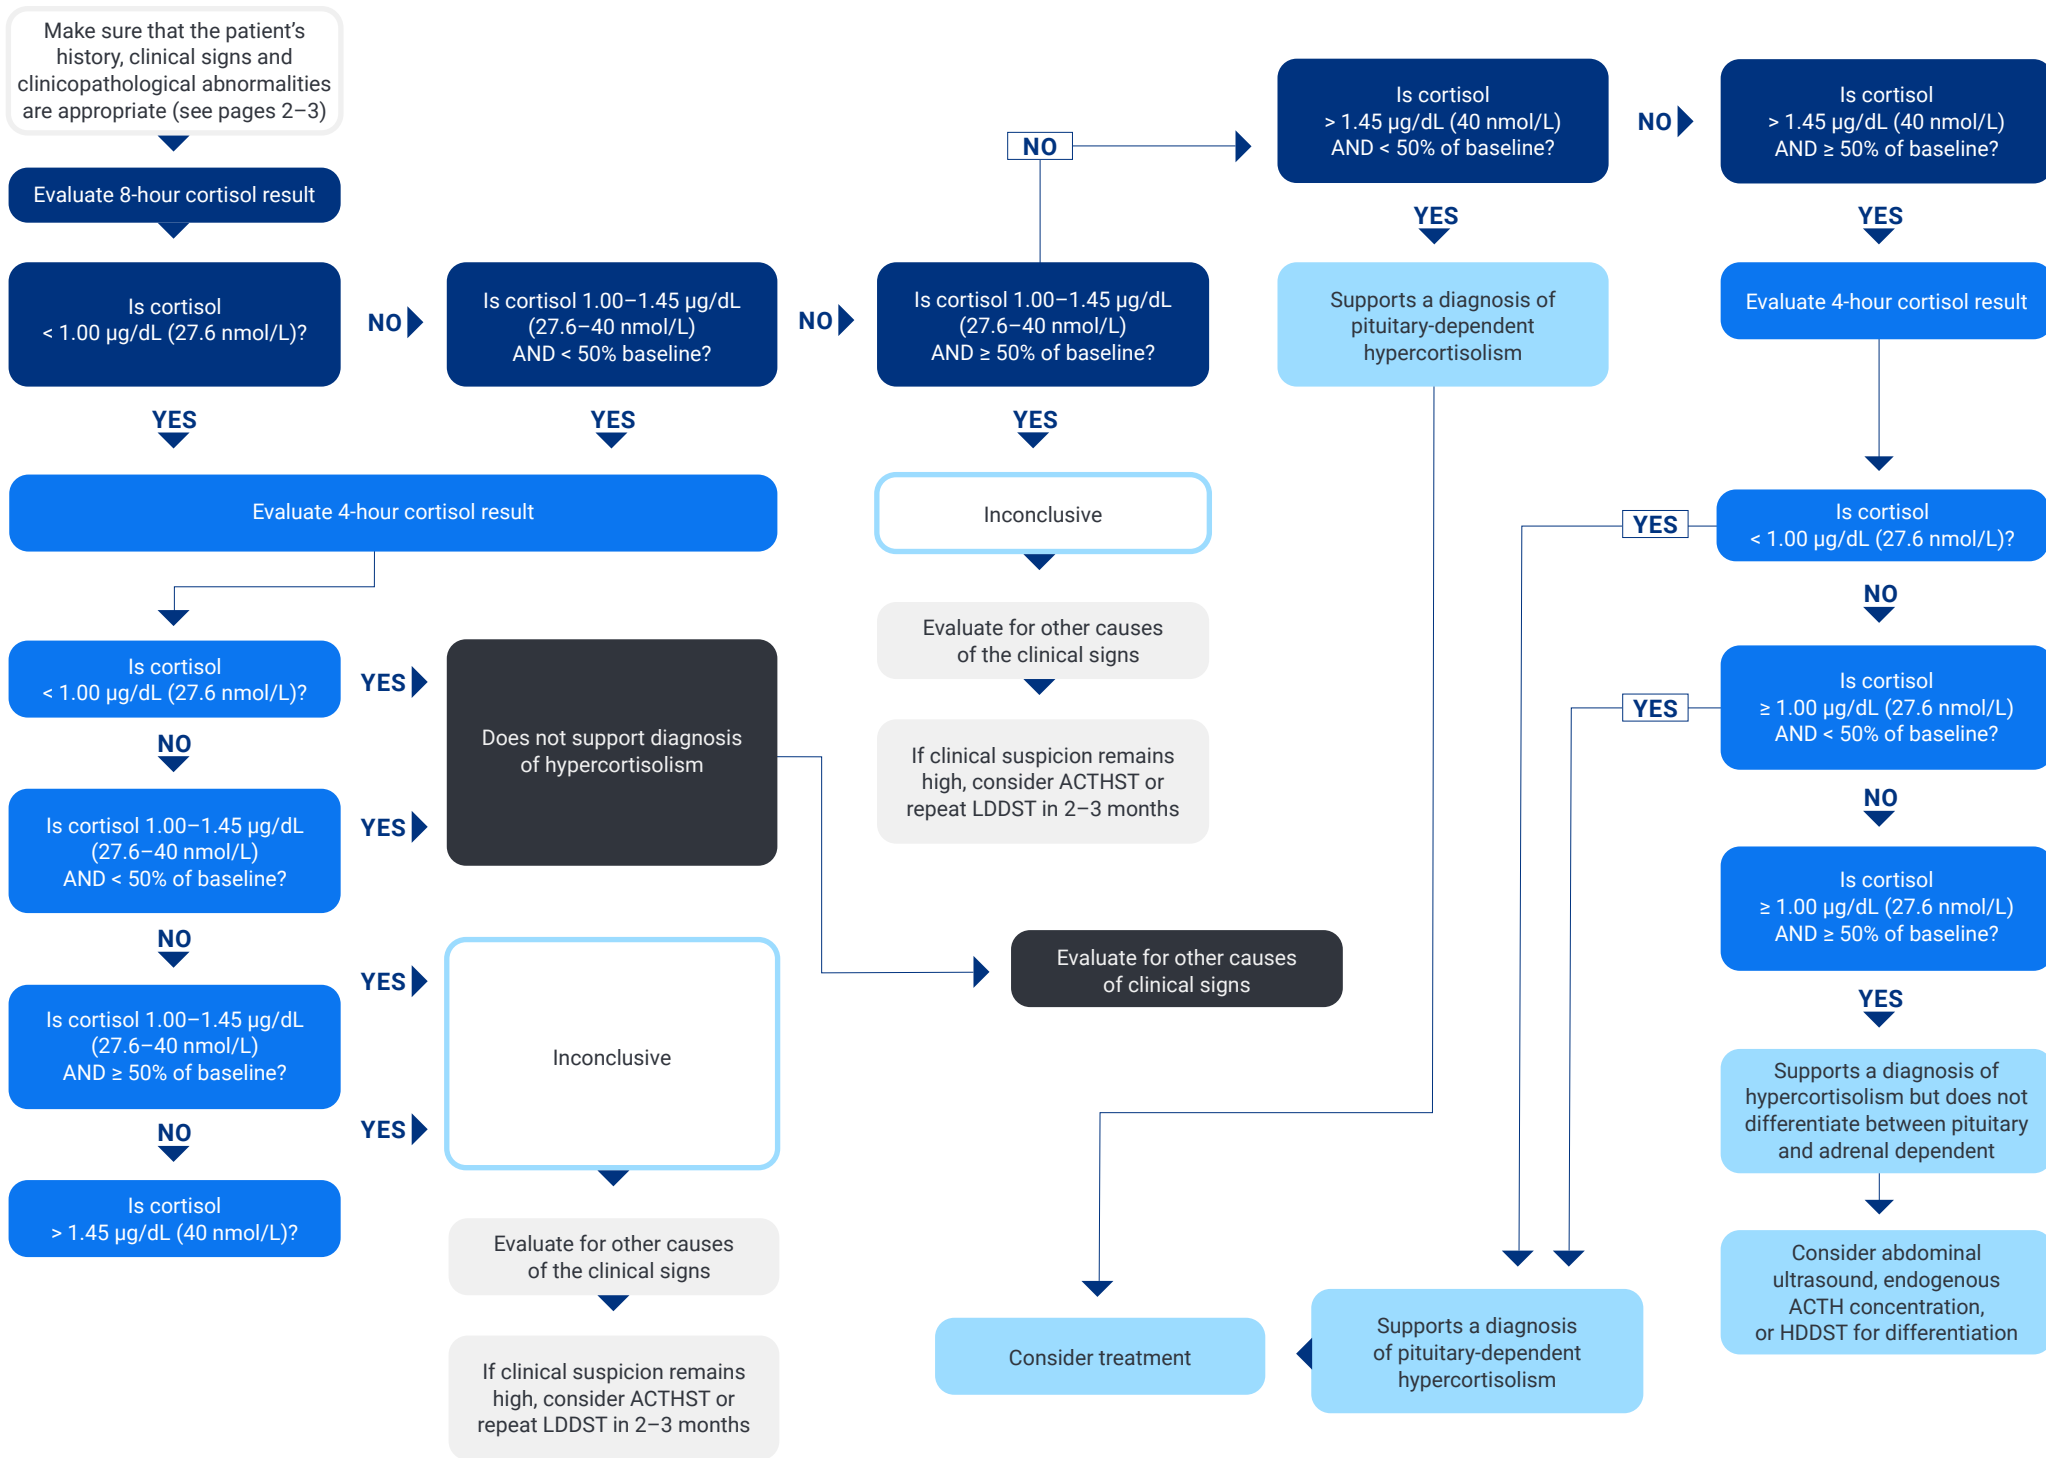 Make sure that the patient's
history, clinical signs and
clinicopathological abnormalities
are appropriate (see pages 2–3)
Evaluate 8-hour cortisol result
Is cortisol
< 1.00 µg/dL (27.6 nmol/L)?
NO
Is cortisol 1.00–1.45 µg/dL
(27.6–40 nmol/L)
AND < 50% baseline?
NO
Is cortisol 1.00–1.45 µg/dL
(27.6–40 nmol/L)
AND ≥ 50% of baseline?
NO
Is cortisol
> 1.45 µg/dL (40 nmol/L)
AND < 50% of baseline?
NO
Is cortisol
> 1.45 µg/dL (40 nmol/L)
AND ≥ 50% of baseline?
YES
YES
Supports a diagnosis of
pituitary-dependent
hypercortisolism
Evaluate 4-hour cortisol result
YES
YES
YES
Evaluate 4-hour cortisol result
Inconclusive
Evaluate for other causes
of the clinical signs
If clinical suspicion remains
high, consider ACTHST or
repeat LDDST in 2–3 months
Is cortisol
< 1.00 µg/dL (27.6 nmol/L)?
YES
NO
Is cortisol 1.00–1.45 µg/dL
(27.6–40 nmol/L)
AND < 50% of baseline?
YES
Does not support diagnosis
of hypercortisolism
Evaluate for other causes
of clinical signs
NO
Is cortisol 1.00–1.45 µg/dL
(27.6–40 nmol/L)
AND ≥ 50% of baseline?
YES
NO
Is cortisol
> 1.45 µg/dL (40 nmol/L)?
YES
Inconclusive
Evaluate for other causes
of the clinical signs
If clinical suspicion remains
high, consider ACTHST or
repeat LDDST in 2–3 months
YES
Is cortisol
< 1.00 µg/dL (27.6 nmol/L)?
NO
YES
Is cortisol
≥ 1.00 µg/dL (27.6 nmol/L)
AND < 50% of baseline?
NO
Is cortisol
≥ 1.00 µg/dL (27.6 nmol/L)
AND ≥ 50% of baseline?
YES
Supports a diagnosis of
hypercortisolism but does not
differentiate between pituitary
and adrenal dependent
Consider abdominal
ultrasound, endogenous
ACTH concentration,
or HDDST for differentiation
Supports a diagnosis
of pituitary-dependent
hypercortisolism
Consider treatment